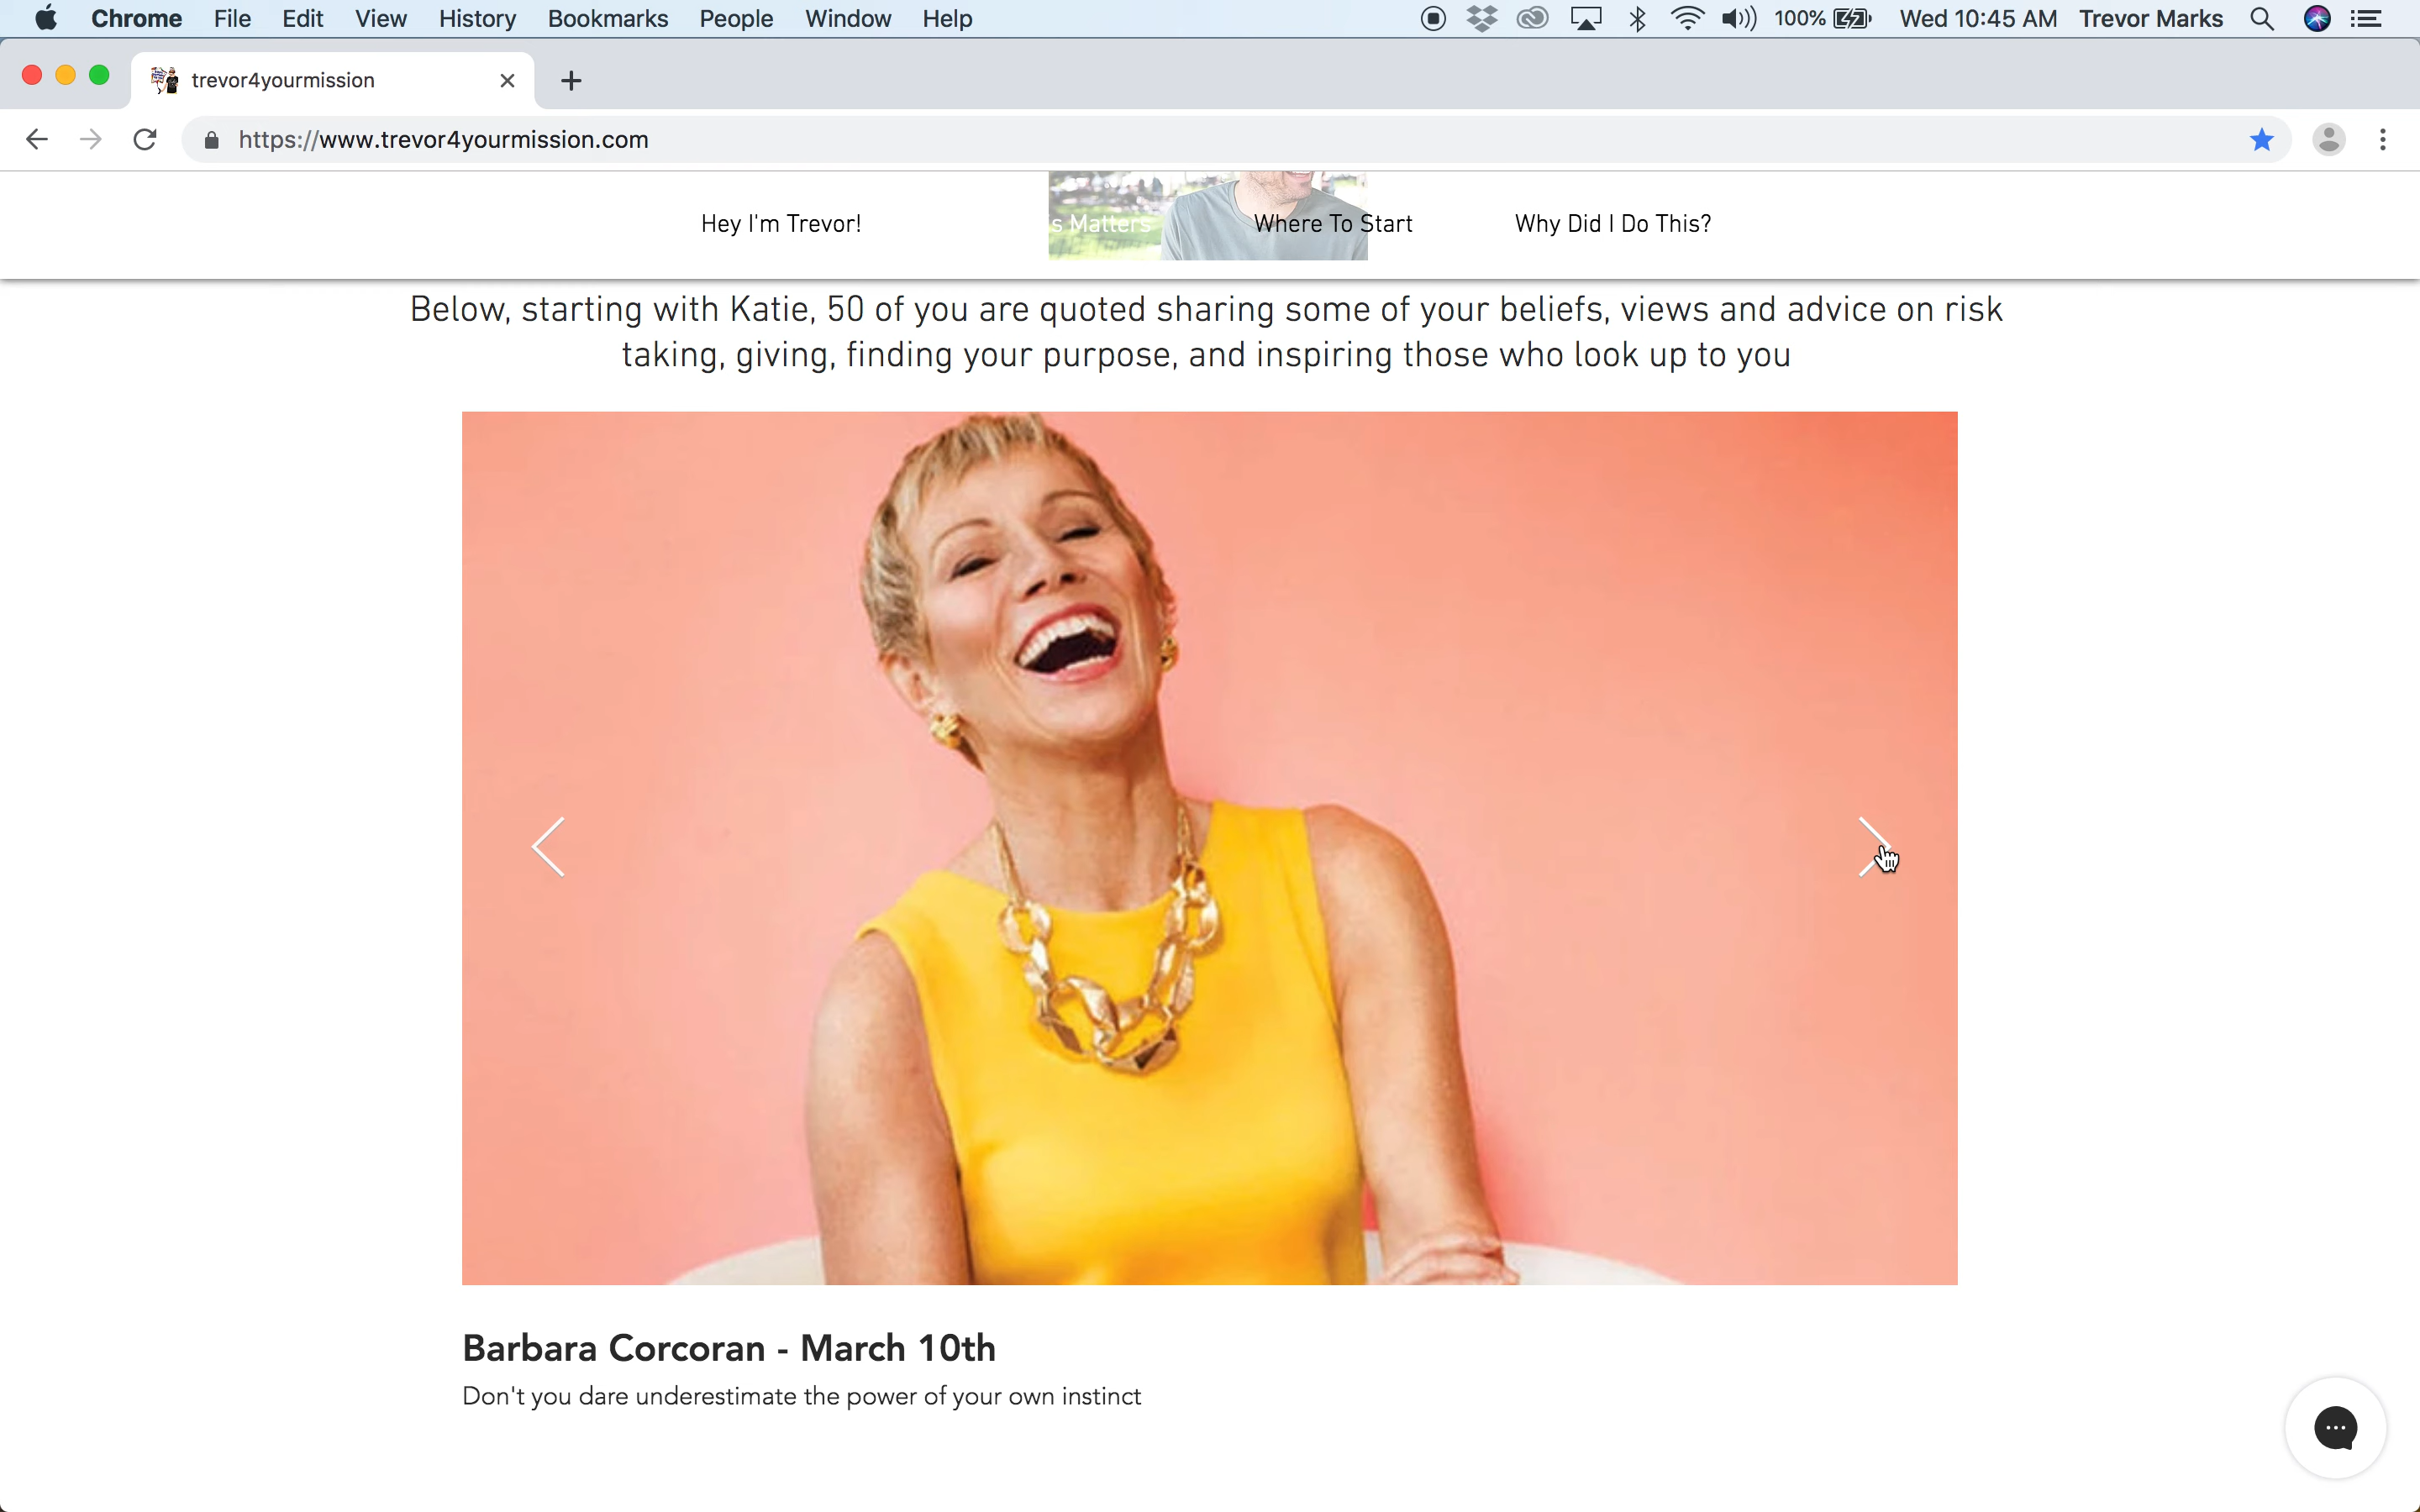 Chrome File Edit View History Bookmarks People Window Help 100% Wed 10:45 AM Trevor Marks
trevor4yourmission
https://www.trevor4yourmission.com
Hey I'm Trevor! s Matters Where To Start Why Did I Do This?
Below, starting with Katie, 50 of you are quoted sharing some of your beliefs, views and advice on risk
taking, giving, finding your purpose, and inspiring those who look up to you
Barbara Corcoran - March 10th
Don't you dare underestimate the power of your own instinct